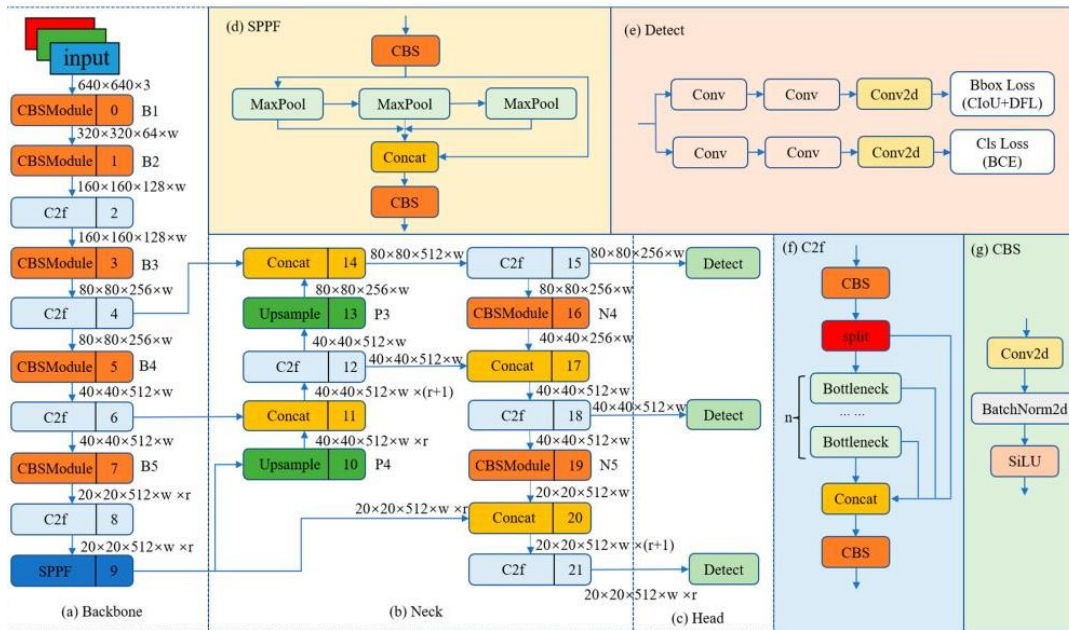 input
640×640×3
CBSModule 0 B1
320×320×64×w
CBSModule 1 B2
160×160×128×w
C2f 2
160×160×128×w
CBSModule 3 B3
80×80×256×w
C2f 4
80×80×256×w
CBSModule 5 B4
40×40×512×w
C2f 6
40×40×512×w
CBSModule 7 B5
20×20×512×w ×r
C2f 8
20×20×512×w ×r
SPPF 9
(a) Backbone
(d) SPPF
CBS
MaxPool
MaxPool
MaxPool
Concat
CBS
(e) Detect
Conv
Conv
Conv2d
Bbox Loss
(CIoU+DFL)
Conv
Conv
Conv2d
Cls Loss
(BCE)
Concat 14
80×80×512×w
80×80×256×w
Upsample 13 P3
40×40×512×w
C2f 12
40×40×512×w
40×40×512×w ×(r+1)
Concat 11
40×40×512×w ×r
Upsample 10 P4
20×20×512×w ×r
(b) Neck
C2f 15
80×80×256×w
80×80×256×w
CBSModule 16 N4
40×40×256×w
Concat 17
40×40×512×w
C2f 18
40×40×512×w
40×40×512×w
CBSModule 19 N5
20×20×512×w
Concat 20
20×20×512×w ×(r+1)
C2f 21
20×20×512×w ×r
Detect
Detect
Detect
(c) Head
(f) C2f
CBS
split
Bottleneck
n
... ...
Bottleneck
Concat
CBS
(g) CBS
Conv2d
BatchNorm2d
SiLU